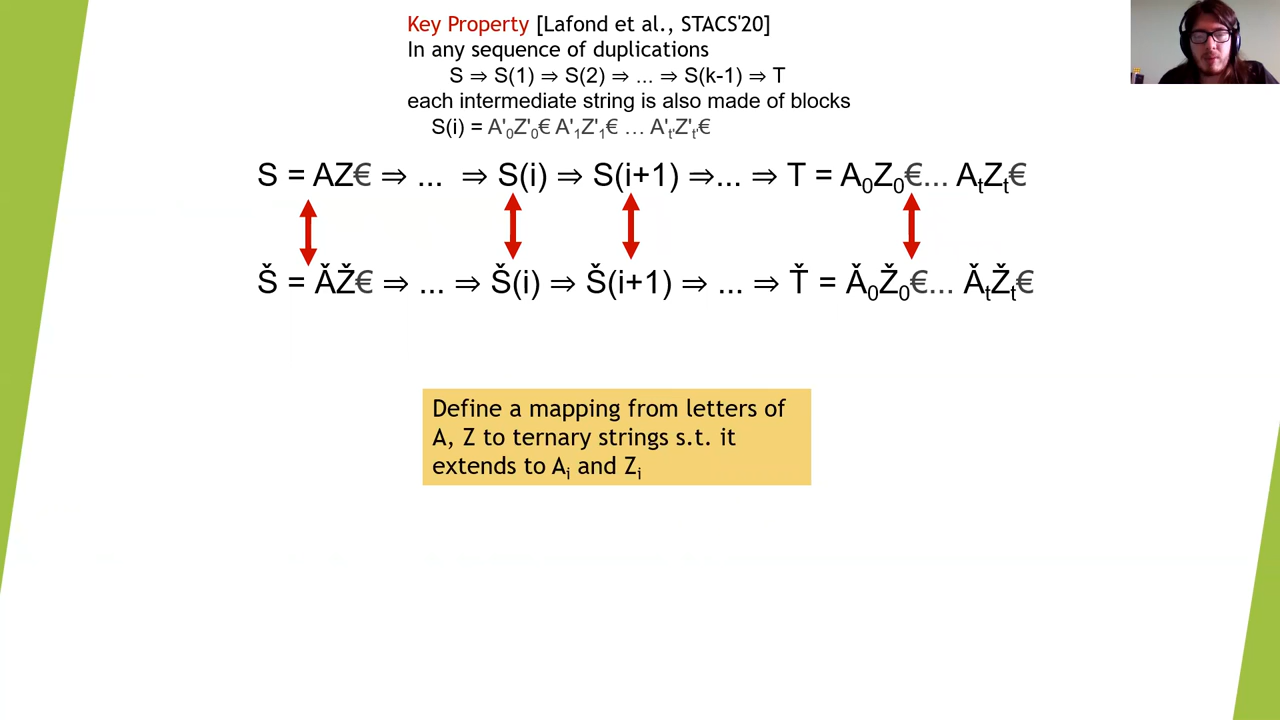 Key Property [Lafond et al., STACS'20]
In any sequence of duplications
S ⇒ S(1) ⇒ S(2) ⇒ ... ⇒ S(k-1) ⇒ T
each intermediate string is also made of blocks
S(i) = A'₀Z'₀€ A'₁Z'₁€ … A'ₜ'Z'ₜ'€
S = AZ€ ⇒ ... ⇒ S(i) ⇒ S(i+1) ⇒... ⇒ T = A₀Z₀€... AₜZₜ€
Š = ǍŽ€ ⇒ ... ⇒ Š(i) ⇒ Š(i+1) ⇒ ... ⇒ Ť = Ǎ₀Ž₀€... ǍₜŽₜ€
Define a mapping from letters of
A, Z to ternary strings s.t. it
extends to Aᵢ and Zᵢ